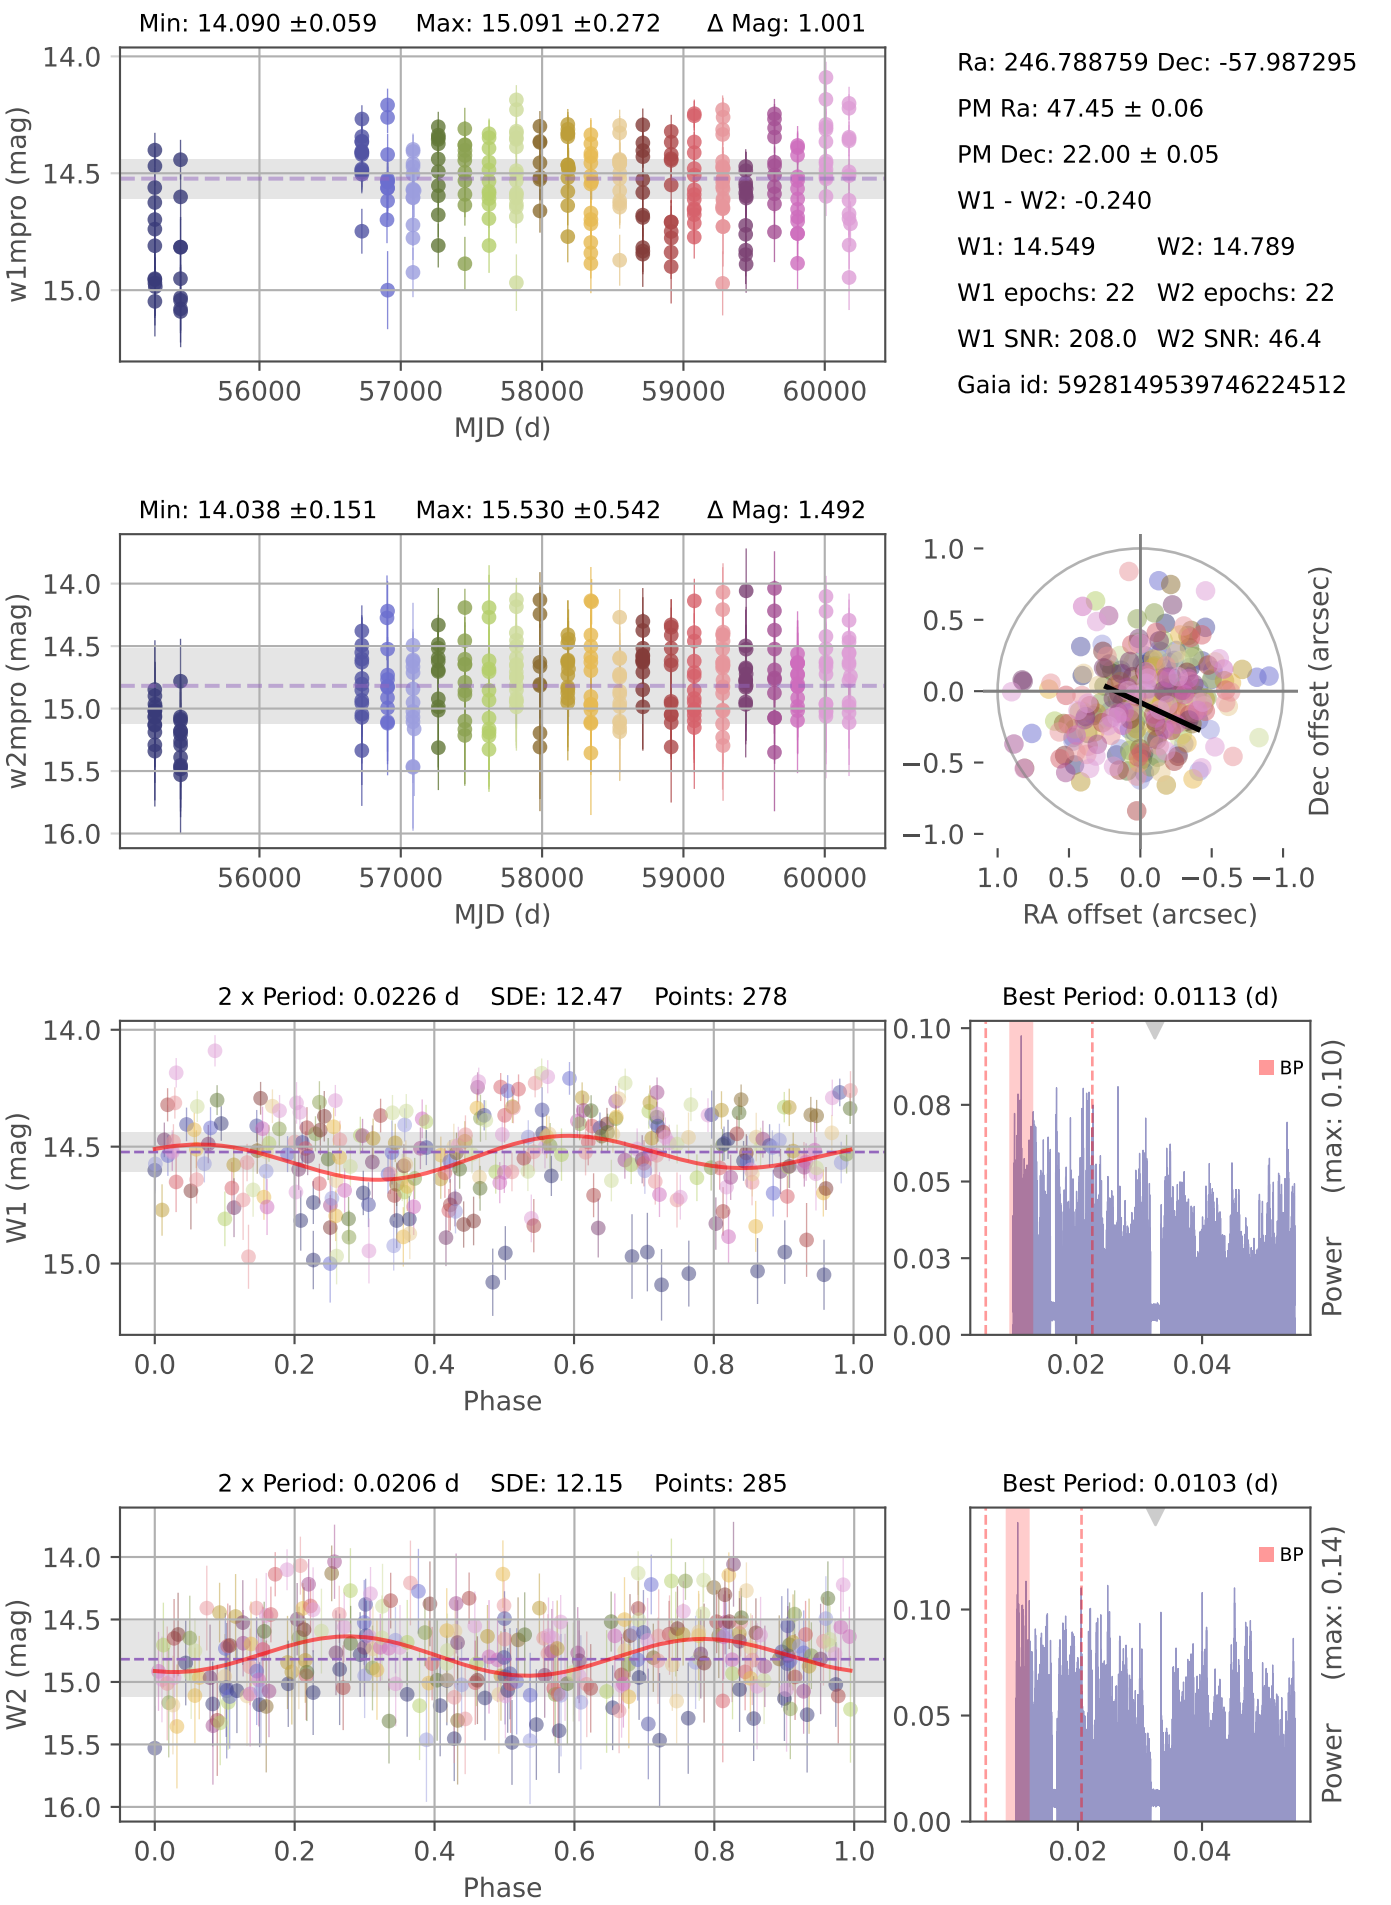 Min: 14.090 ±0.059 Max: 15.091 ±0.272 Δ Mag: 1.001
14.0
14.5
15.0
w1mpro (mag)
56000 57000 58000 59000 60000
MJD (d)
Ra: 246.788759 Dec: -57.987295
PM Ra: 47.45 ± 0.06
PM Dec: 22.00 ± 0.05
W1 - W2: -0.240
W1: 14.549 W2: 14.789
W1 epochs: 22 W2 epochs: 22
W1 SNR: 208.0 W2 SNR: 46.4
Gaia id: 5928149539746224512
Min: 14.038 ±0.151 Max: 15.530 ±0.542 Δ Mag: 1.492
14.0
14.5
15.0
15.5
16.0
w2mpro (mag)
56000 57000 58000 59000 60000
MJD (d)
1.0
0.5
0.0
−0.5
−1.0
1.0 0.5 0.0 −0.5 −1.0
RA offset (arcsec)
Dec offset (arcsec)
2 x Period: 0.0226 d SDE: 12.47 Points: 278
14.0
14.5
15.0
W1 (mag)
0.0 0.2 0.4 0.6 0.8 1.0
Phase
Best Period: 0.0113 (d)
0.10
0.08
0.05
0.03
0.00
BP
0.02 0.04
Power (max: 0.10)
2 x Period: 0.0206 d SDE: 12.15 Points: 285
14.0
14.5
15.0
15.5
16.0
W2 (mag)
0.0 0.2 0.4 0.6 0.8 1.0
Phase
Best Period: 0.0103 (d)
0.10
0.05
0.00
BP
0.02 0.04
Power (max: 0.14)